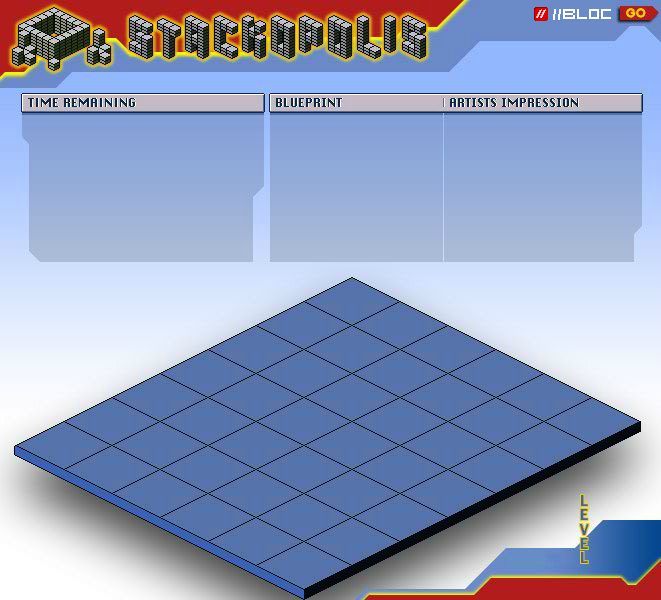 STACKOPOLIS
//BLOC GO
TIME REMAINING
BLUEPRINT
ARTISTS IMPRESSION
LEVEL